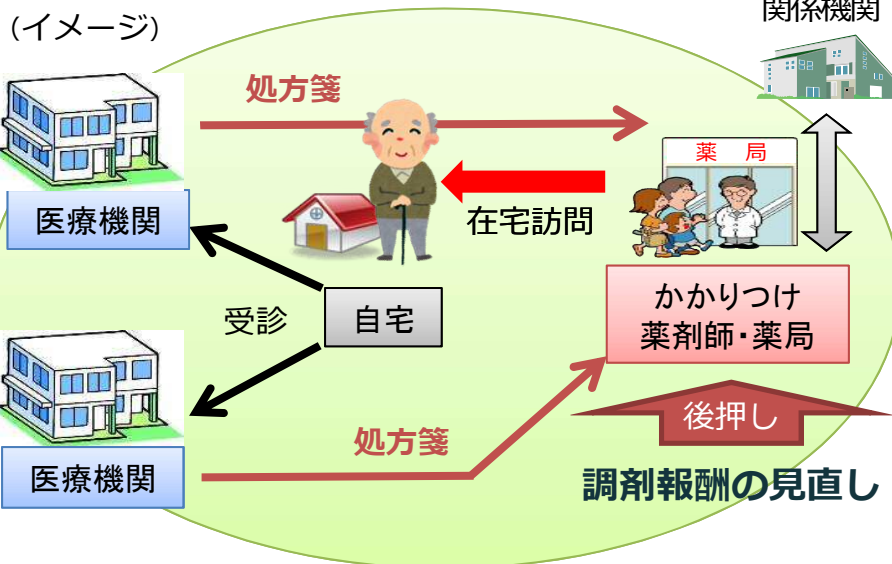 (イメージ)
関係機関
処方箋
薬 局
医療機関
在宅訪問
受診
自宅
かかりつけ
薬剤師・薬局
後押し
処方箋
医療機関
調剤報酬の見直し